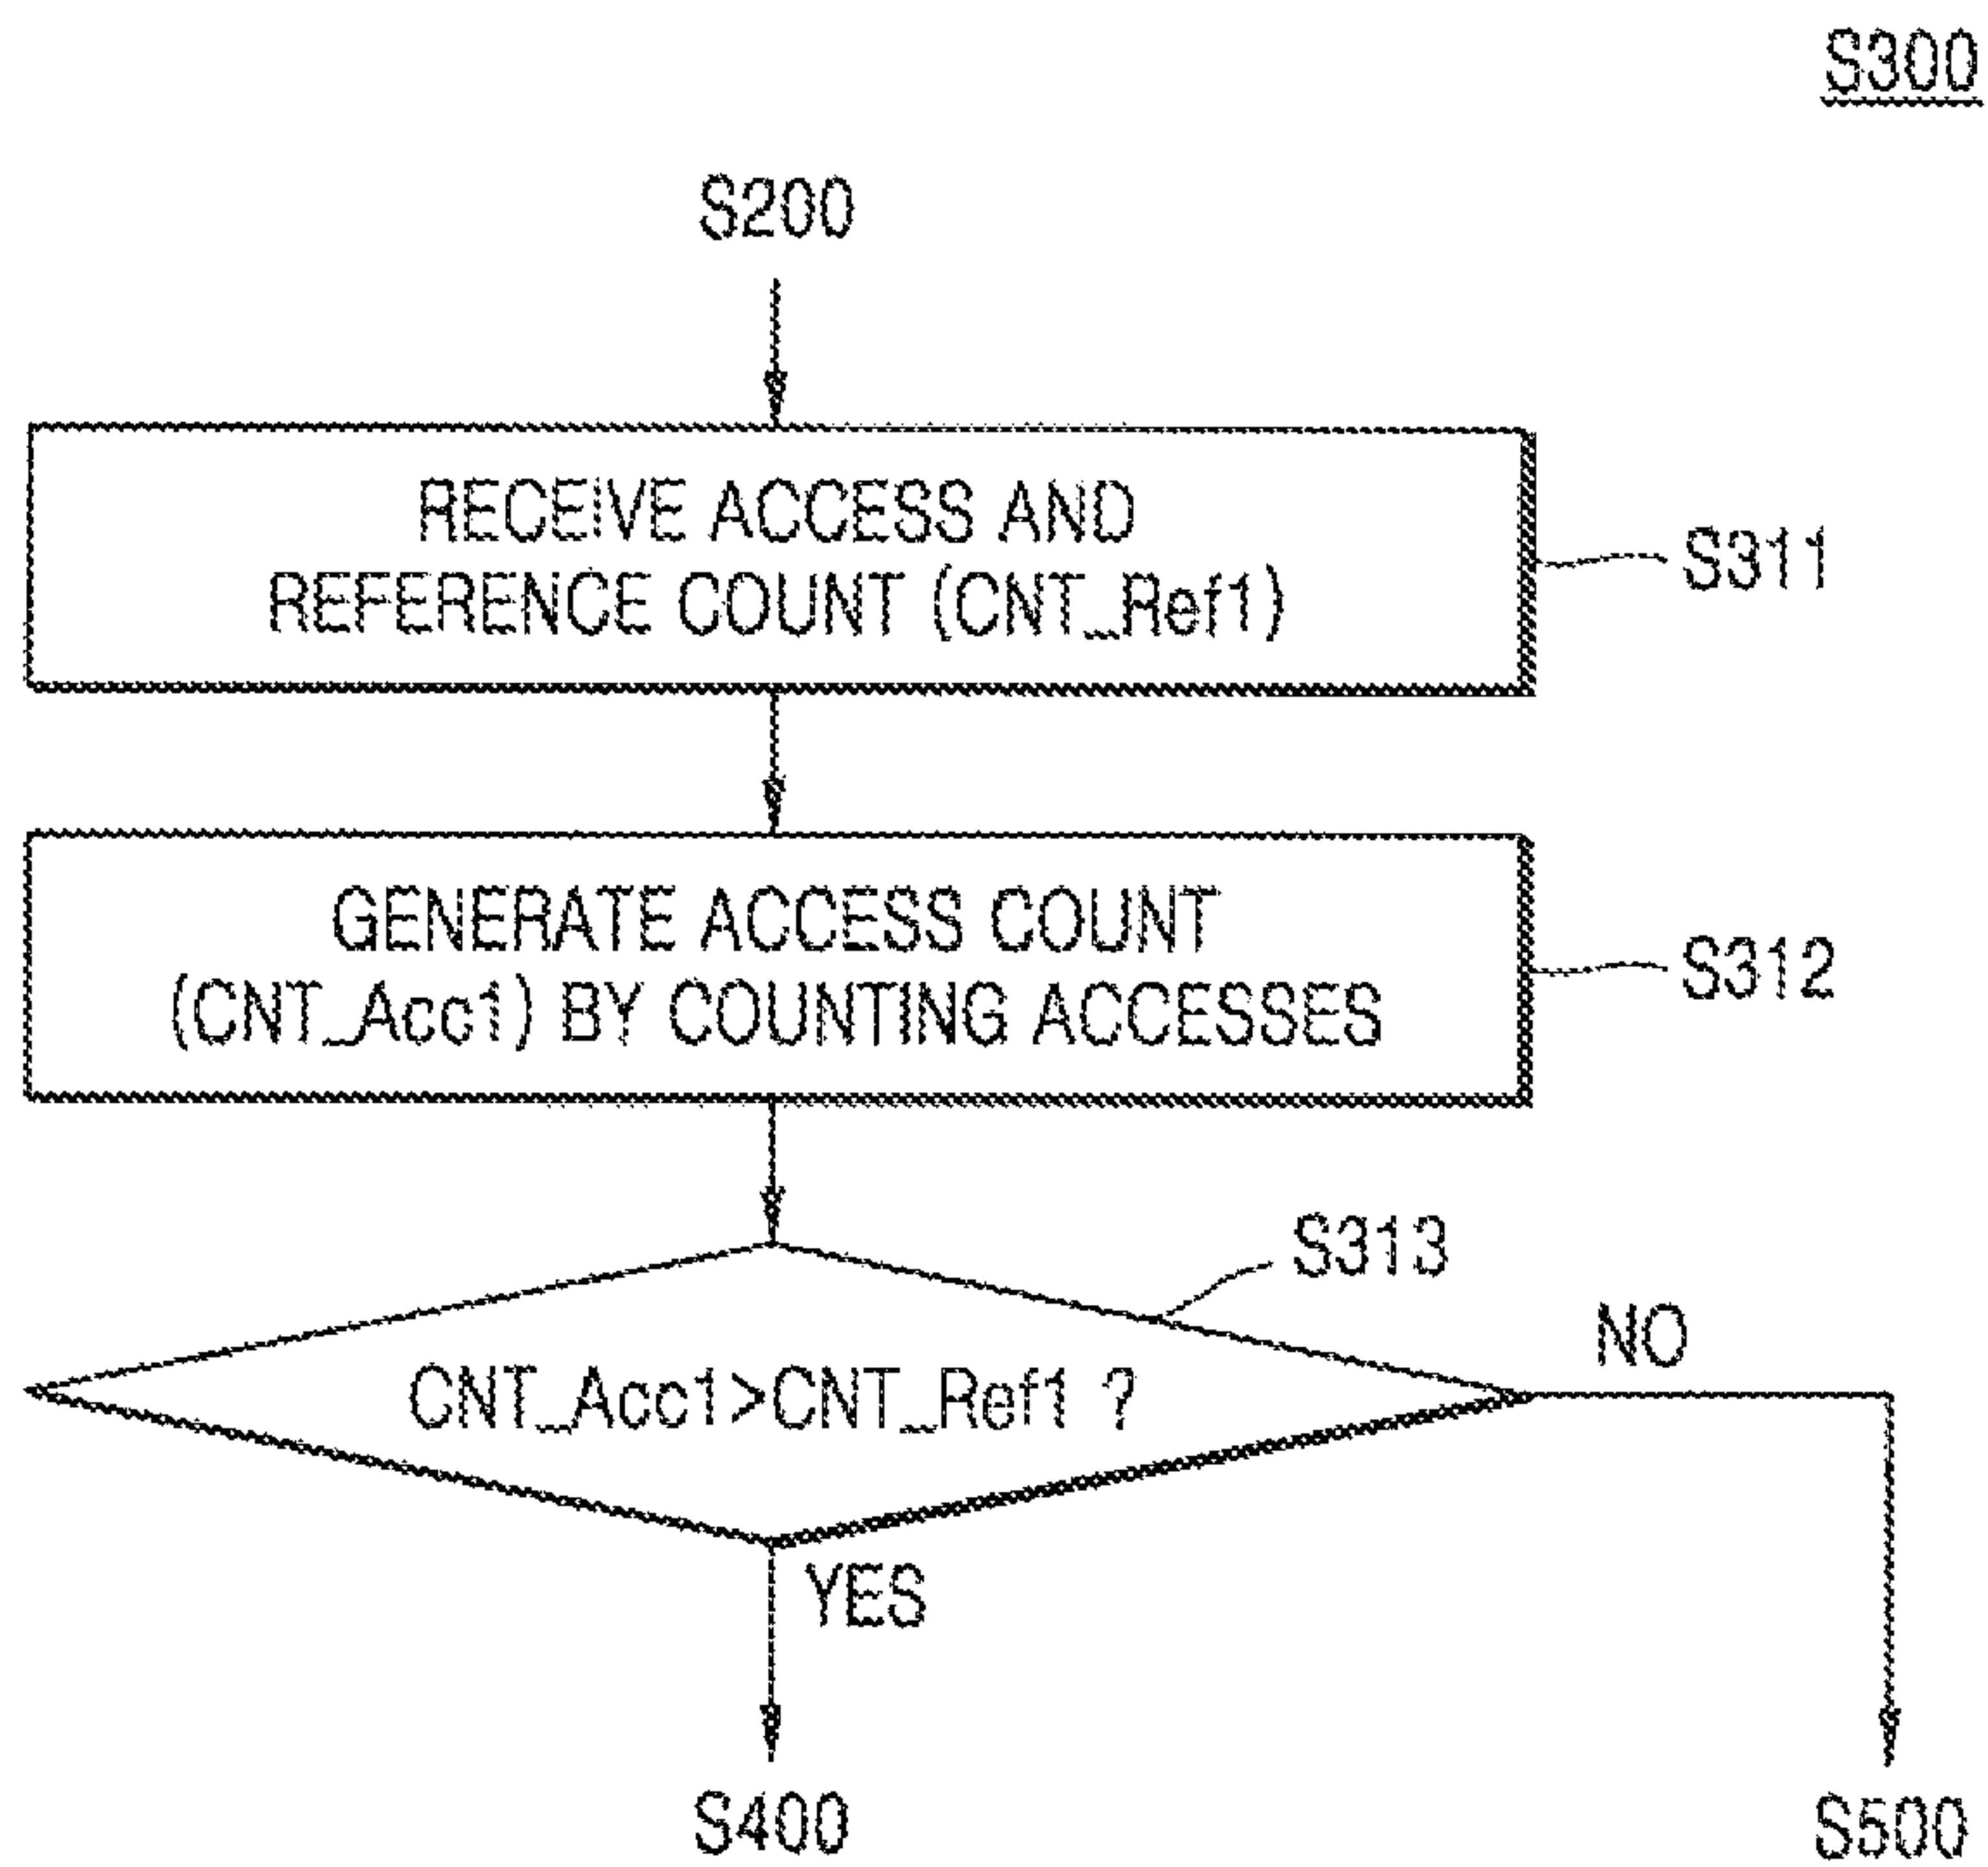 S300
S200
RECEIVE ACCESS AND
REFERENCE COUNT (CNT_Ref1)
S311
GENERATE ACCESS COUNT
(CNT_Acc1) BY COUNTING ACCESSES
S312
S313
NO
CNT_Acc1>CNT_Ref1 ?
YES
S400
S500